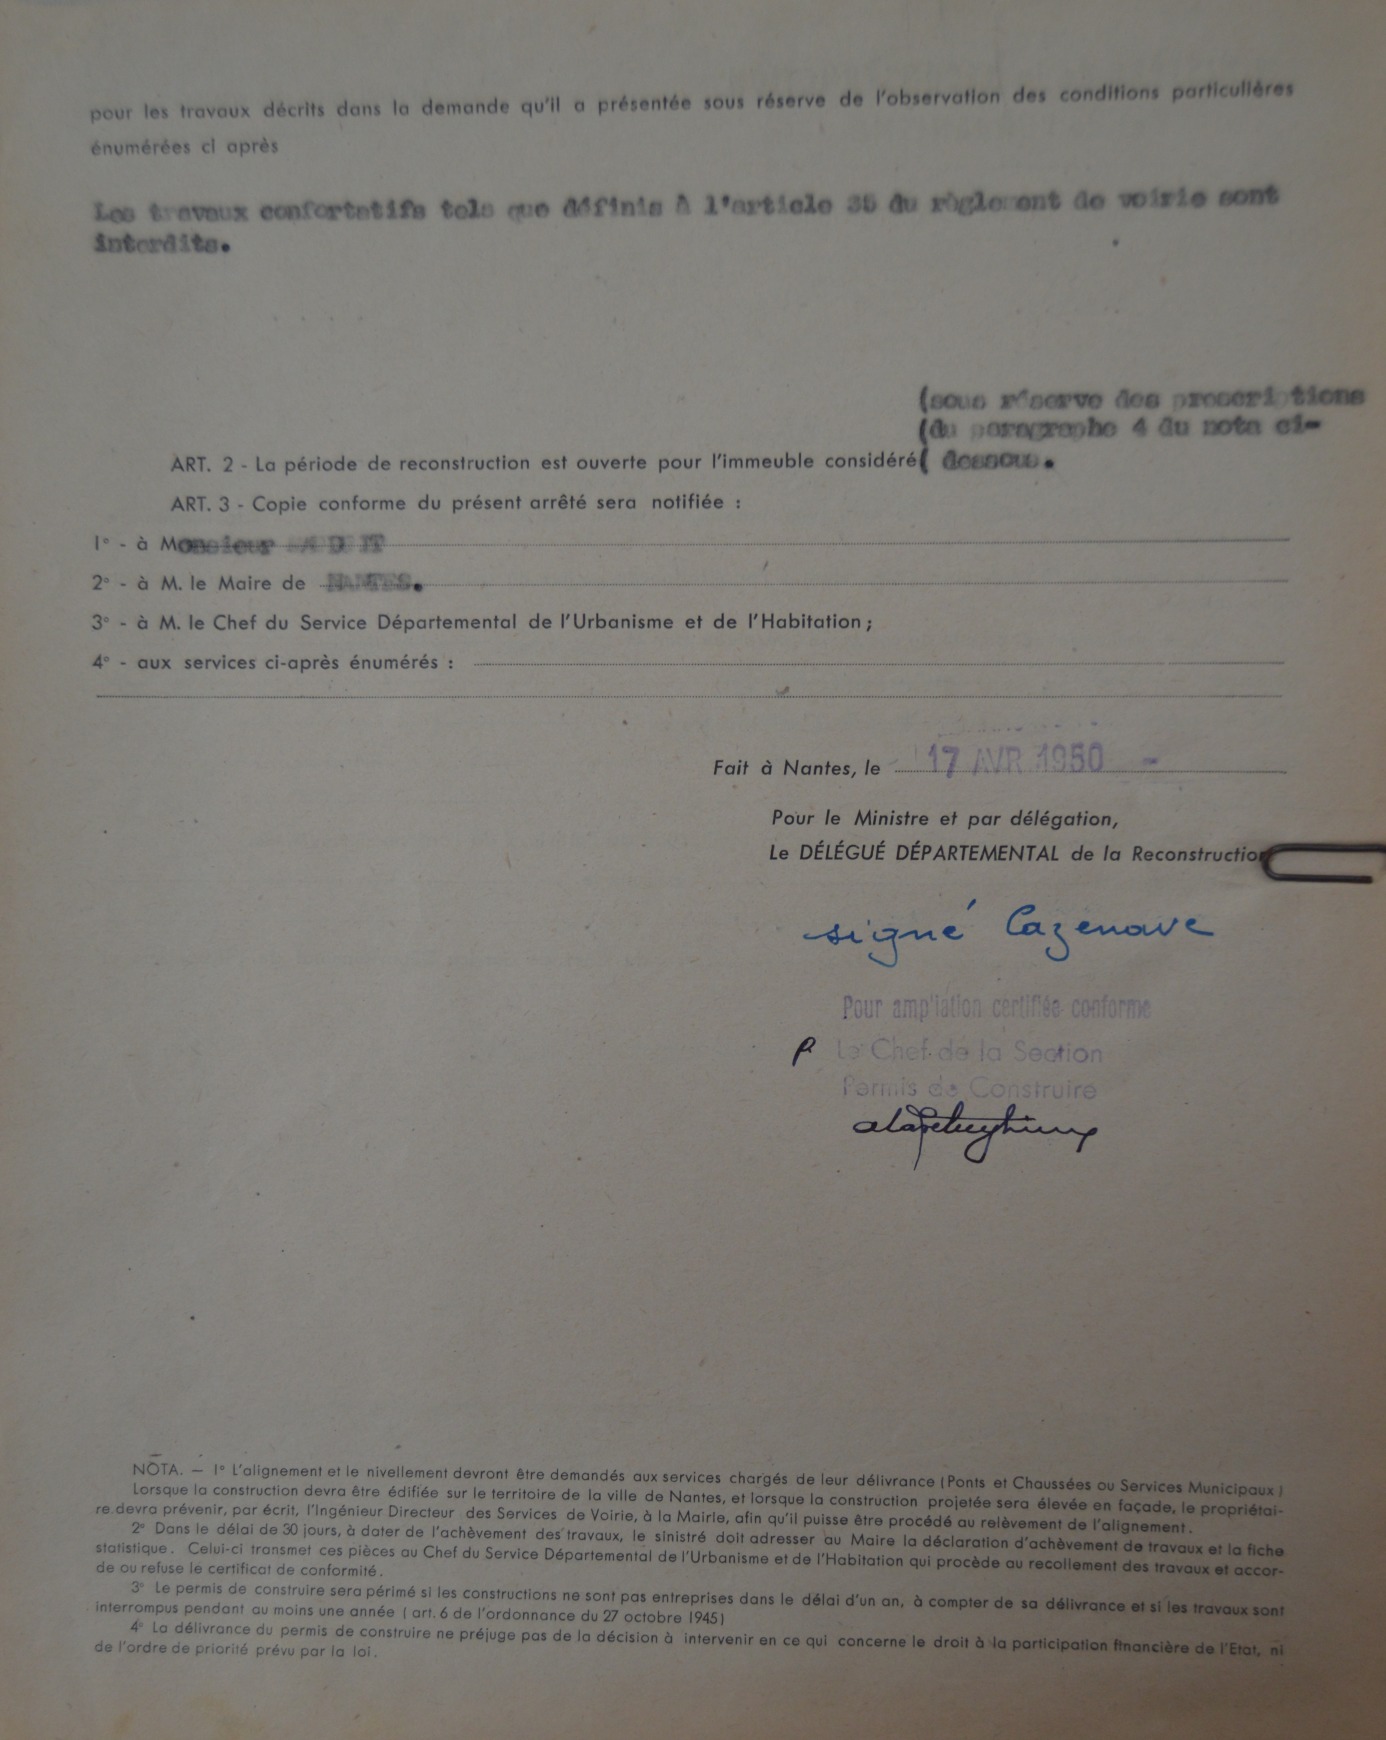 pour les travaux décrits dans la demande qu'il a présentée sous réserve de l'observation des conditions particulières
énumérées ci après
Les travaux confortatifs tels que définis à l'article 35 du règlement de voirie sont
interdits.
(sous réserve des prescriptions
(du paragraphe 4 du nota ci-
ART. 2 - La période de reconstruction est ouverte pour l'immeuble considéré( dessous.
ART. 3 - Copie conforme du présent arrêté sera notifiée :
1° - à Monsieur
2° - à M. le Maire de NANTES.
3° - à M. le Chef du Service Départemental de l'Urbanisme et de l'Habitation ;
4° - aux services ci-après énumérés :
Fait à Nantes, le 17 AVR 1950 -
Pour le Ministre et par délégation,
Le DÉLÉGUÉ DÉPARTEMENTAL de la Reconstruction
signé Cazenave
Pour ampliation certifiée conforme
P Le Chef de la Section
Permis de Construire
NOTA. — 1° L'alignement et le nivellement devront être demandés aux services chargés de leur délivrance (Ponts et Chaussées ou Services Municipaux)
Lorsque la construction devra être édifiée sur le territoire de la ville de Nantes, et lorsque la construction projetée sera élevée en façade, le propriétai-
re devra prévenir, par écrit, l'Ingénieur Directeur des Services de Voirie, à la Mairie, afin qu'il puisse être procédé au relèvement de l'alignement.
2° Dans le délai de 30 jours, à dater de l'achèvement des travaux, le sinistré doit adresser au Maire la déclaration d'achèvement de travaux et la fiche
statistique. Celui-ci transmet ces pièces au Chef du Service Départemental de l'Urbanisme et de l'Habitation qui procède au recollement des travaux et accor-
de ou refuse le certificat de conformité.
3° Le permis de construire sera périmé si les constructions ne sont pas entreprises dans le délai d'un an, à compter de sa délivrance et si les travaux sont
interrompus pendant au moins une année ( art. 6 de l'ordonnance du 27 octobre 1945)
4° La délivrance du permis de construire ne préjuge pas de la décision à intervenir en ce qui concerne le droit à la participation financière de l'Etat, ni
de l'ordre de priorité prévu par la loi.